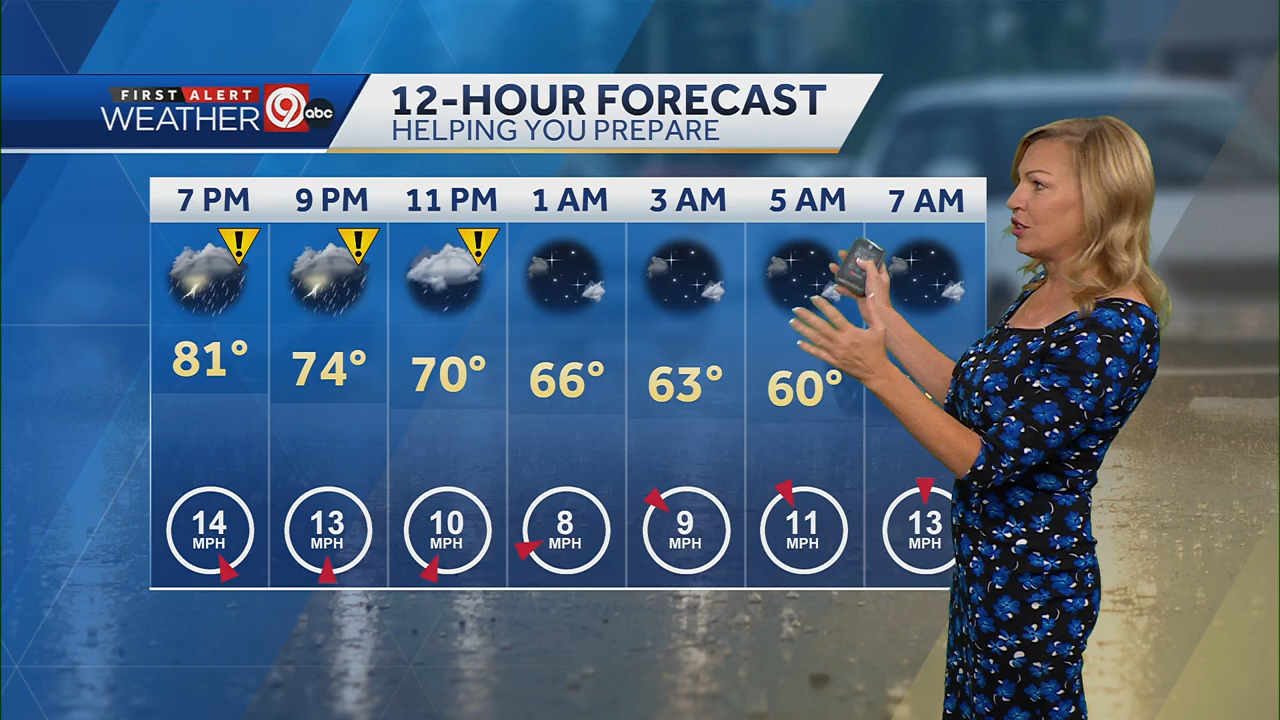 FIRST ALERT
WEATHER 9 abc
12-HOUR FORECAST
HELPING YOU PREPARE
7 PM 9 PM 11 PM 1 AM 3 AM 5 AM 7 AM
! ! !
81° 74° 70° 66° 63° 60°
14 13 10 8 9 11 13
MPH MPH MPH MPH MPH MPH MPH